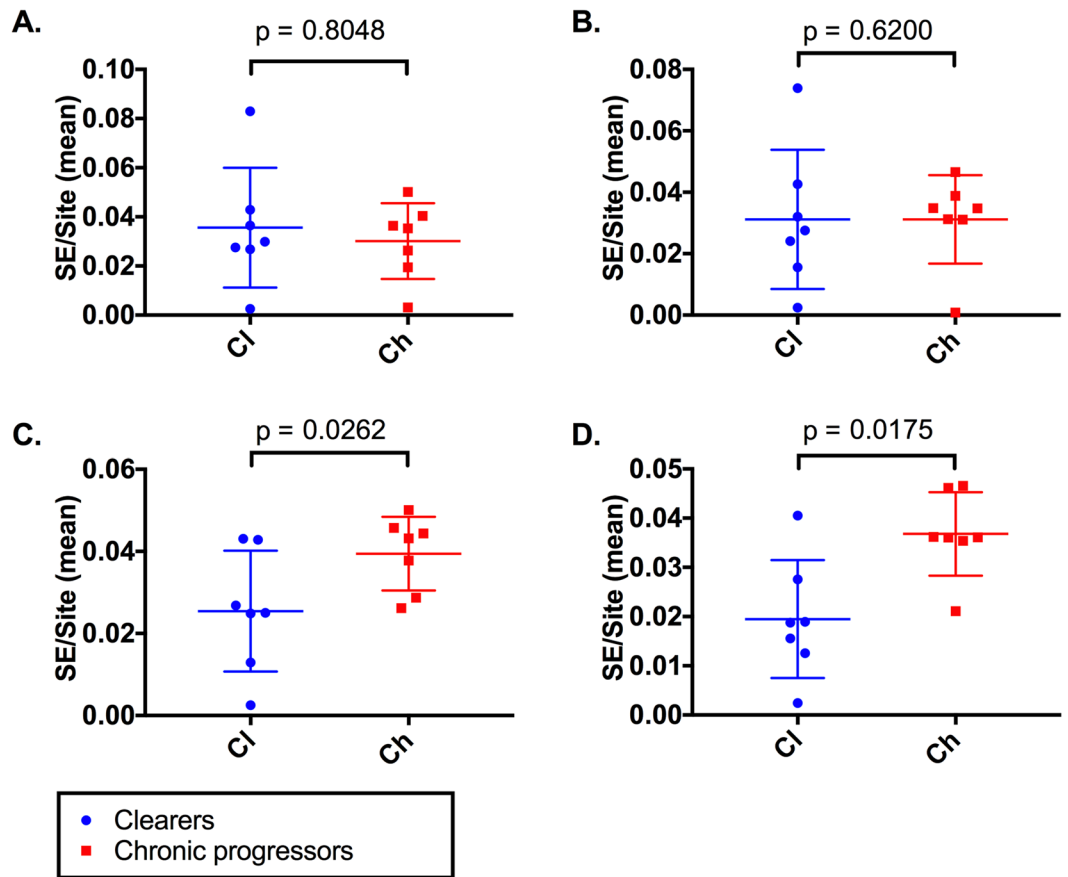 A.
p = 0.8048
SE/Site (mean)
0.10
0.08
0.06
0.04
0.02
0.00
Cl
Ch
B.
p = 0.6200
SE/Site (mean)
0.08
0.06
0.04
0.02
0.00
Cl
Ch
C.
p = 0.0262
SE/Site (mean)
0.06
0.04
0.02
0.00
Cl
Ch
D.
p = 0.0175
SE/Site (mean)
0.05
0.04
0.03
0.02
0.01
0.00
Cl
Ch
Clearers
Chronic progressors